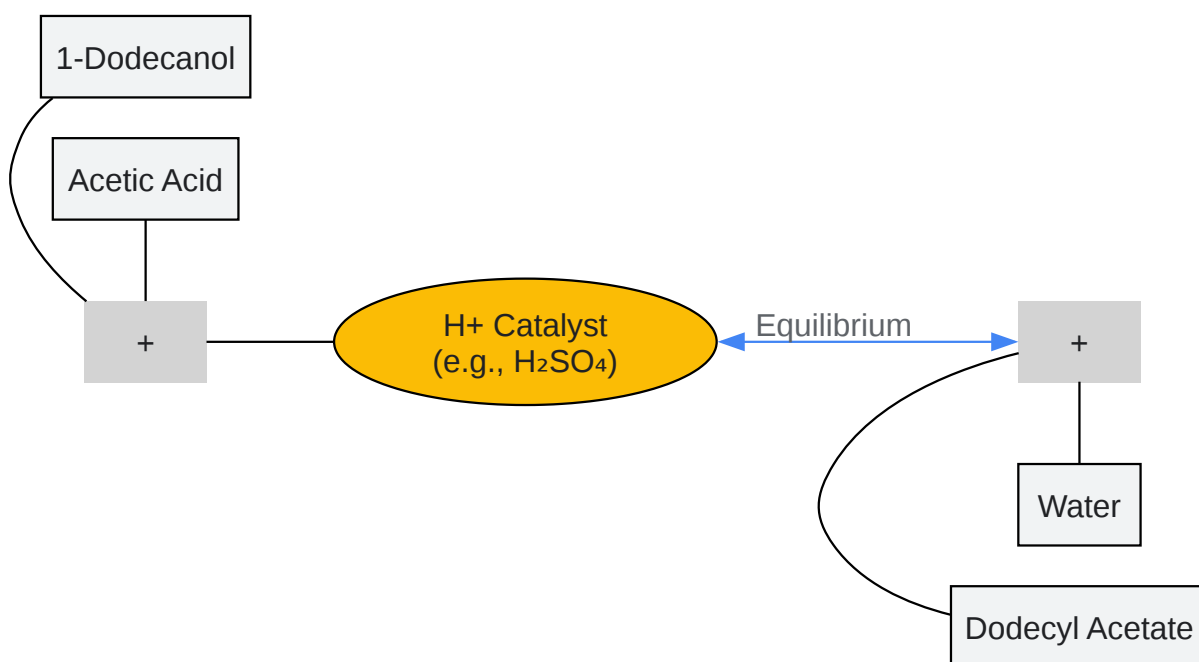 1-Dodecanol
Acetic Acid
+
H+ Catalyst
(e.g., H₂SO₄)
Equilibrium
+
Water
Dodecyl Acetate